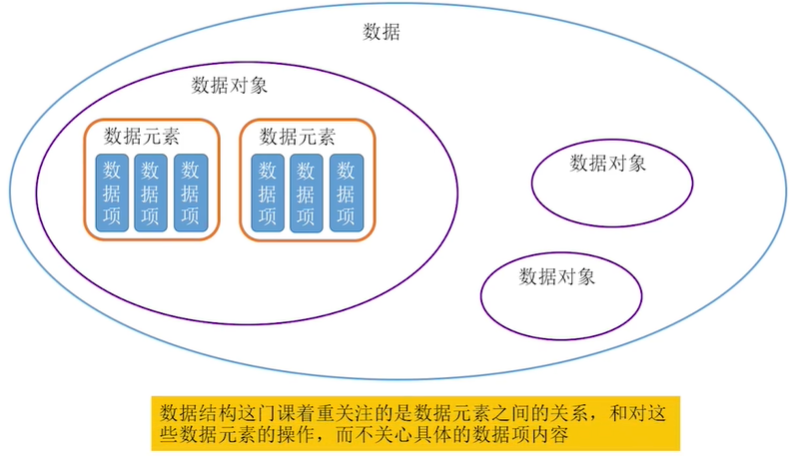 数据
数据对象
数据元素
数据项
数据项
数据项
数据元素
数据项
数据项
数据项
数据对象
数据对象
数据结构这门课着重关注的是数据元素之间的关系，和对这
些数据元素的操作，而不关心具体的数据项内容